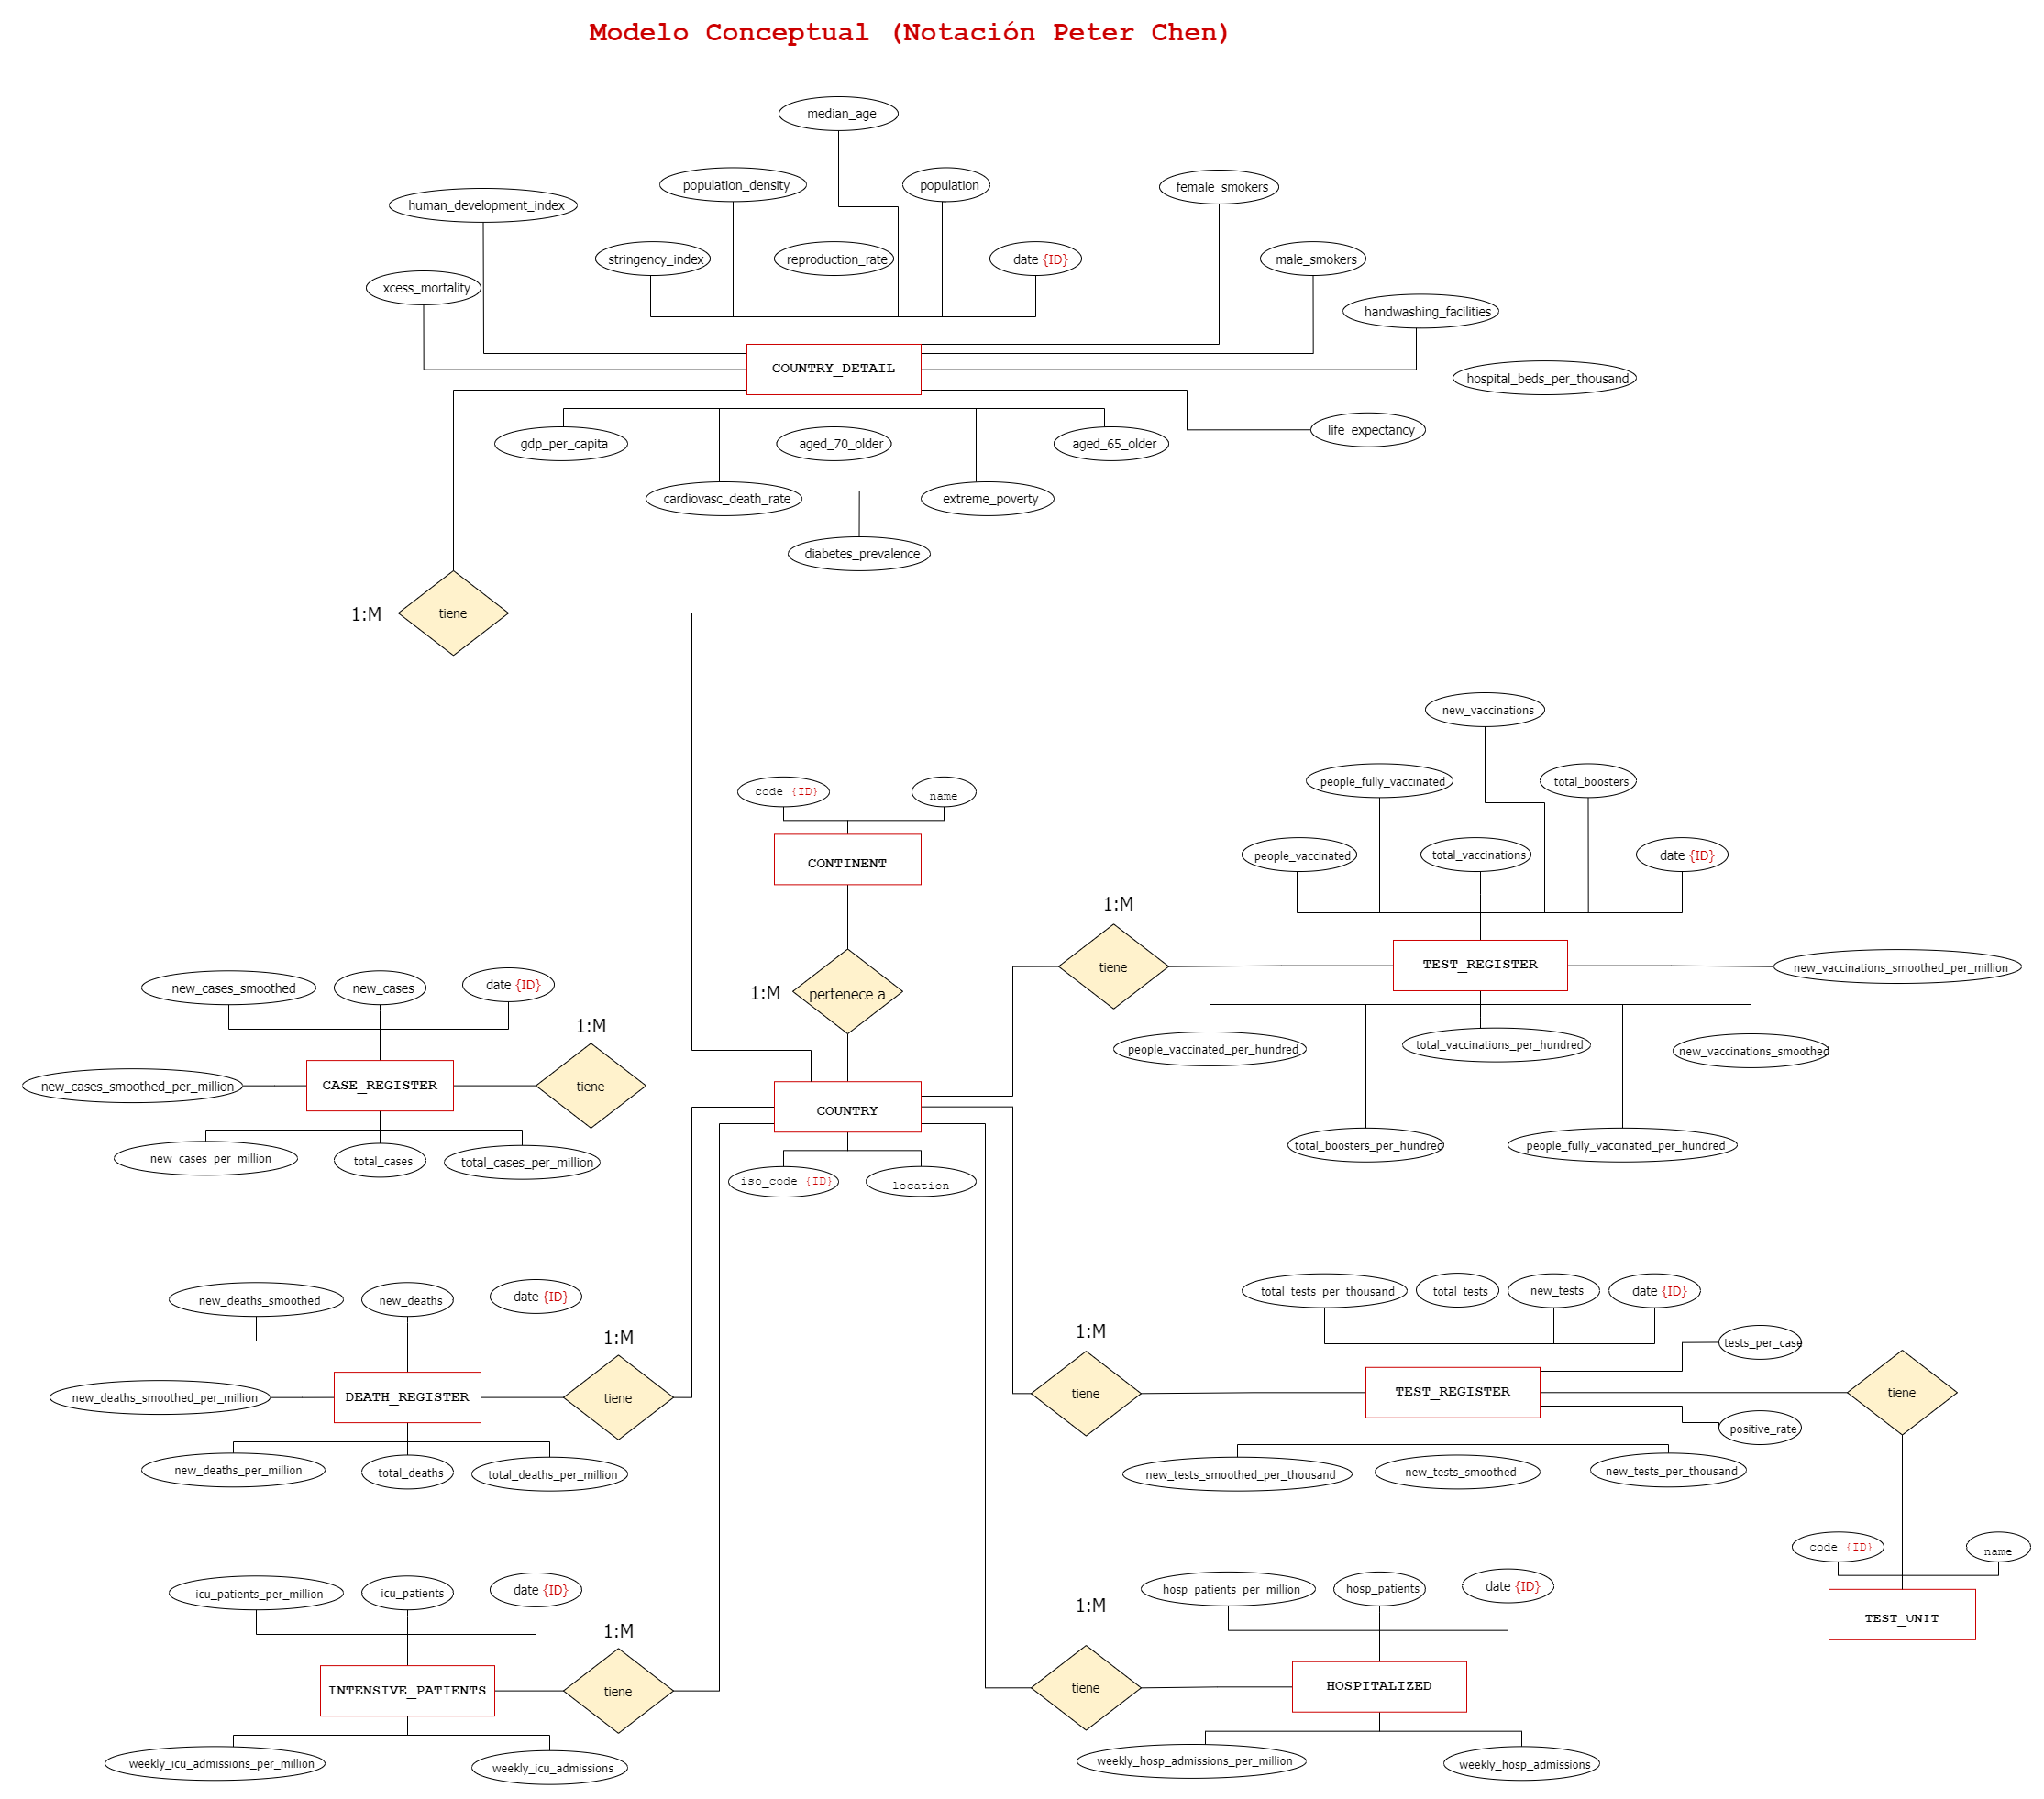 Modelo Conceptual (Notación Peter Chen)
median_age
population_density
population
female_smokers
human_development_index
stringency_index
reproduction_rate
date {ID}
male_smokers
xcess_mortality
handwashing_facilities
COUNTRY_DETAIL
hospital_beds_per_thousand
life_expectancy
gdp_per_capita
aged_70_older
aged_65_older
cardiovasc_death_rate
extreme_poverty
diabetes_prevalence
1:M
tiene
new_vaccinations
people_fully_vaccinated
total_boosters
code {ID}
name
people_vaccinated
total_vaccinations
date {ID}
CONTINENT
1:M
tiene
TEST_REGISTER
new_vaccinations_smoothed_per_million
1:M
pertenece a
people_vaccinated_per_hundred
total_vaccinations_per_hundred
new_vaccinations_smoothed
total_boosters_per_hundred
people_fully_vaccinated_per_hundred
new_cases_smoothed
new_cases
date {ID}
1:M
new_cases_smoothed_per_million
CASE_REGISTER
tiene
COUNTRY
new_cases_per_million
total_cases
total_cases_per_million
iso_code {ID}
location
new_deaths_smoothed
new_deaths
date {ID}
1:M
new_deaths_smoothed_per_million
DEATH_REGISTER
tiene
new_deaths_per_million
total_deaths
total_deaths_per_million
total_tests_per_thousand
total_tests
new_tests
date {ID}
1:M
tests_per_case
tiene
TEST_REGISTER
tiene
positive_rate
new_tests_smoothed_per_thousand
new_tests_smoothed
new_tests_per_thousand
code {ID}
name
TEST_UNIT
icu_patients_per_million
icu_patients
date {ID}
1:M
INTENSIVE_PATIENTS
tiene
weekly_icu_admissions_per_million
weekly_icu_admissions
hosp_patients_per_million
hosp_patients
date {ID}
1:M
tiene
HOSPITALIZED
weekly_hosp_admissions_per_million
weekly_hosp_admissions